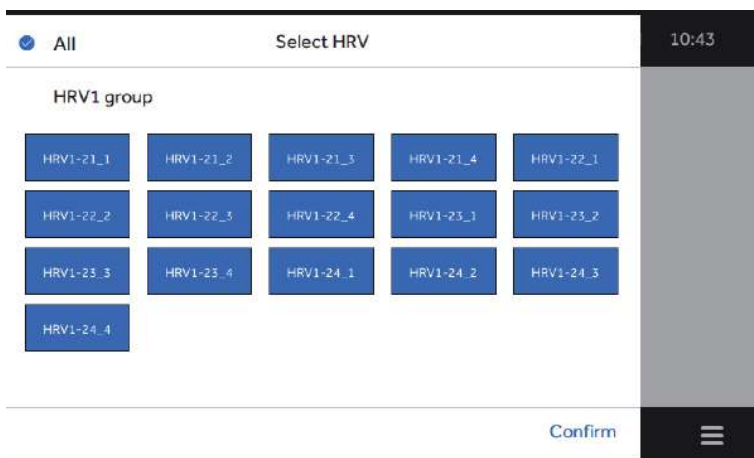 All Select HRV 10:43
HRV1 group
HRV1-21_1 HRV1-21_2 HRV1-21_3 HRV1-21_4 HRV1-22_1
HRV1-22_2 HRV1-22_3 HRV1-22_4 HRV1-23_1 HRV1-23_2
HRV1-23_3 HRV1-23_4 HRV1-24_1 HRV1-24_2 HRV1-24_3
HRV1-24_4
Confirm